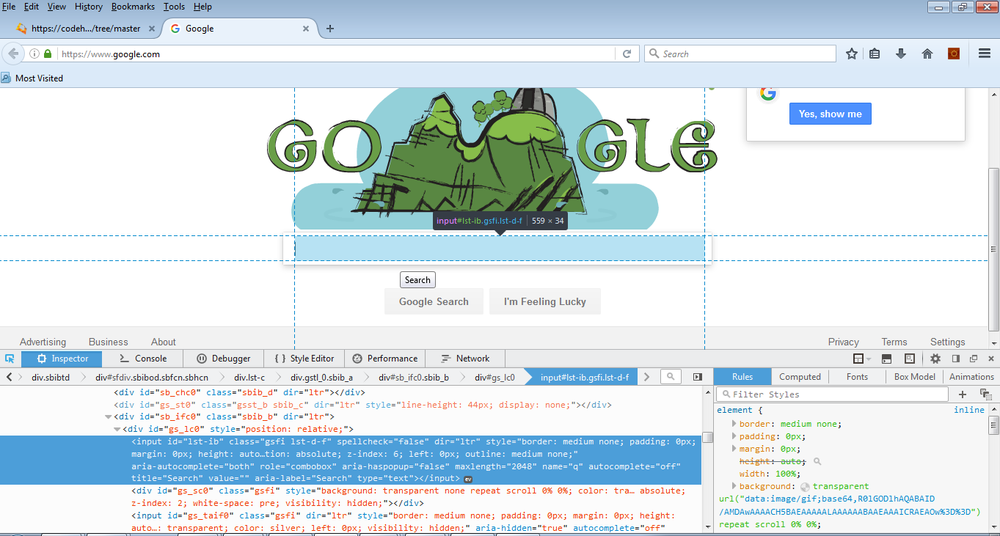 File Edit View History Bookmarks Tools Help
https://codeh.../tree/master × Google × +
https://www.google.com Search
Most Visited
GO GLE
Yes, show me
input#lst-ib.gsfi.lst-d-f 559 × 34
Search
Google Search I'm Feeling Lucky
Advertising Business About Privacy Terms Settings
Inspector Console Debugger { } Style Editor Performance Network
div.sbibtd div#sfdiv.sbibod.sbfcn.sbhcn div.lst-c div.gstl_0.sbib_a div#sb_ifc0.sbib_b div#gs_lc0 input#lst-ib.gsfi.lst-d-f
<div id="sb_chc0" class="sbib_d" dir="ltr"></div>
<div id="gs_st0" class="gsst_b sbib_c" dir="ltr" style="line-height: 44px; display: none;"></div>
<div id="sb_ifc0" class="sbib_b" dir="ltr">
<div id="gs_lc0" style="position: relative;">
<input id="lst-ib" class="gsfi lst-d-f" spellcheck="false" dir="ltr" style="border: medium none; padding: 0px;
margin: 0px; height: auto…tion: absolute; z-index: 6; left: 0px; outline: medium none;"
aria-autocomplete="both" role="combobox" aria-haspopup="false" maxlength="2048" name="q" autocomplete="off"
title="Search" value="" aria-label="Search" type="text"></input> ev
<div id="gs_sc0" class="gsfi" style="background: transparent none repeat scroll 0% 0%; color: tra… absolute;
z-index: 2; white-space: pre; visibility: hidden;"></div>
<input id="gs_taif0" class="gsfi" dir="ltr" style="border: medium none; padding: 0px; margin: 0px; height:
auto…: transparent; color: silver; left: 0px; visibility: hidden;" aria-hidden="true" autocomplete="off"
Rules Computed Fonts Box Model Animations
Filter Styles +
element { inline
border: medium none;
padding: 0px;
margin: 0px;
height: auto;
width: 100%;
background: transparent
url("data:image/gif;base64,R0lGODlhAQABAID
/AMDAwAAAACH5BAEAAAAALAAAAAABAAEAAAICRAEAOw%3D%3D")
repeat scroll 0% 0%;